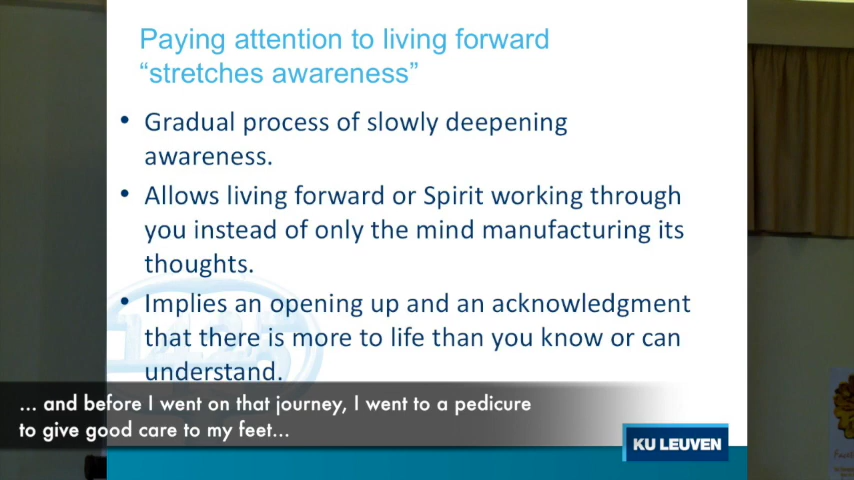 Paying attention to living forward
“stretches awareness”
• Gradual process of slowly deepening
awareness.
• Allows living forward or Spirit working through
you instead of only the mind manufacturing its
thoughts.
• Implies an opening up and an acknowledgment
that there is more to life than you know or can
understand.
... and before I went on that journey, I went to a pedicure
to give good care to my feet...
KU LEUVEN